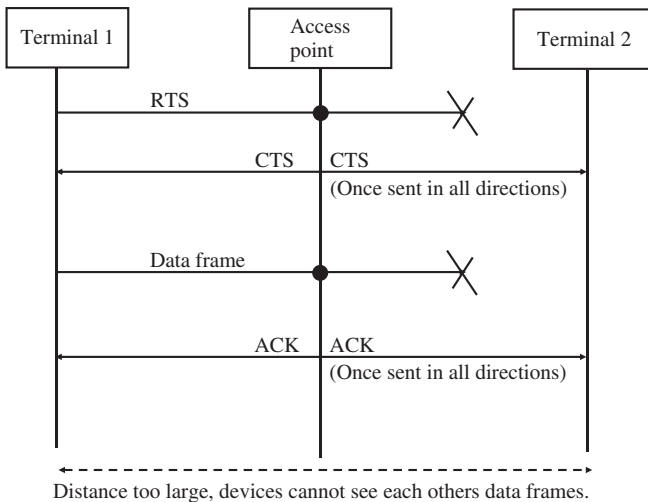 Terminal 1
Access
point
Terminal 2
RTS
CTS CTS
(Once sent in all directions)
Data frame
ACK ACK
(Once sent in all directions)
Distance too large, devices cannot see each others data frames.